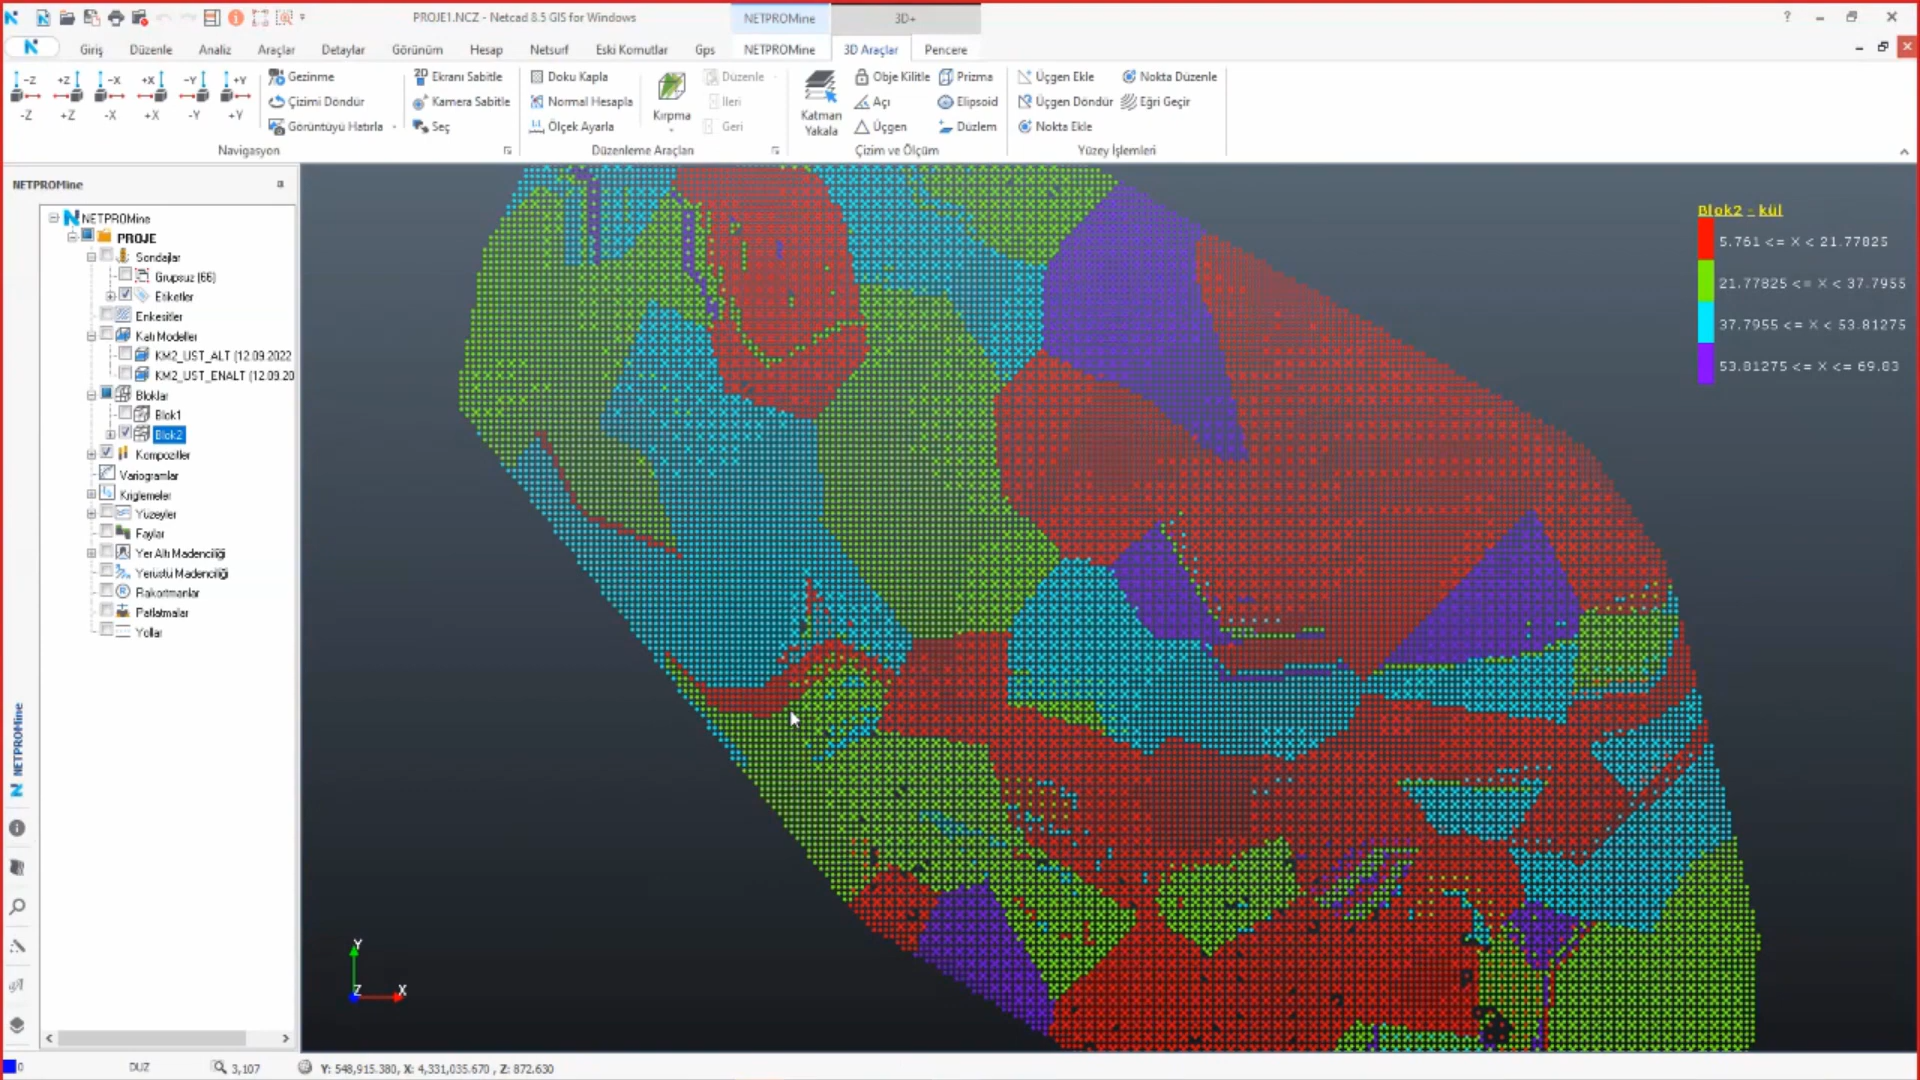 PROJE1.NCZ - Netcad 8.5 GIS for Windows
NETPROMine
3D+
Giriş
Düzenle
Analiz
Araçlar
Detaylar
Görünüm
Hesap
Netsurf
Eski Komutlar
Gps
NETPROMine
3D Araçlar
Pencere
-Z
+Z
-X
+X
-Y
+Y
-Z
+Z
-X
+X
-Y
+Y
Gezinme
Çizimi Döndür
Görüntüyü Hatırla
2D Ekranı Sabitle
Kamera Sabitle
Seç
Navigasyon
Doku Kapla
Normal Hesapla
Ölçek Ayarla
Kırpma
Düzenle
İleri
Geri
Düzenleme Araçları
Katman
Yakala
Obje Kilitle
Açı
Üçgen
Prizma
Elipsoid
Düzlem
Çizim ve Ölçüm
Üçgen Ekle
Üçgen Döndür
Nokta Ekle
Nokta Düzenle
Eğri Geçir
Yüzey İşlemleri
NETPROMine
NETPROMine
PROJE
Sondajlar
Grupsuz (66)
Etiketler
Enkesitler
Katı Modeller
KM2_UST_ALT (12.09.2022
KM2_UST_ENALT (12.09.20
Bloklar
Blok1
Blok2
Kompozitler
Variogramlar
Kriglemeler
Yüzeyler
Faylar
Yer Altı Madenciliği
Yerüstü Madenciliği
Rakortmanlar
Patlatmalar
Yollar
NETPROMine
Blok2 - kül
5.761 <= X < 21.77825
21.77825 <= X < 37.7955
37.7955 <= X < 53.81275
53.81275 <= X <= 69.83
Y
Z
X
0
DUZ
3,107
Y: 548,915.380, X: 4,331,035.670 , Z: 872.630